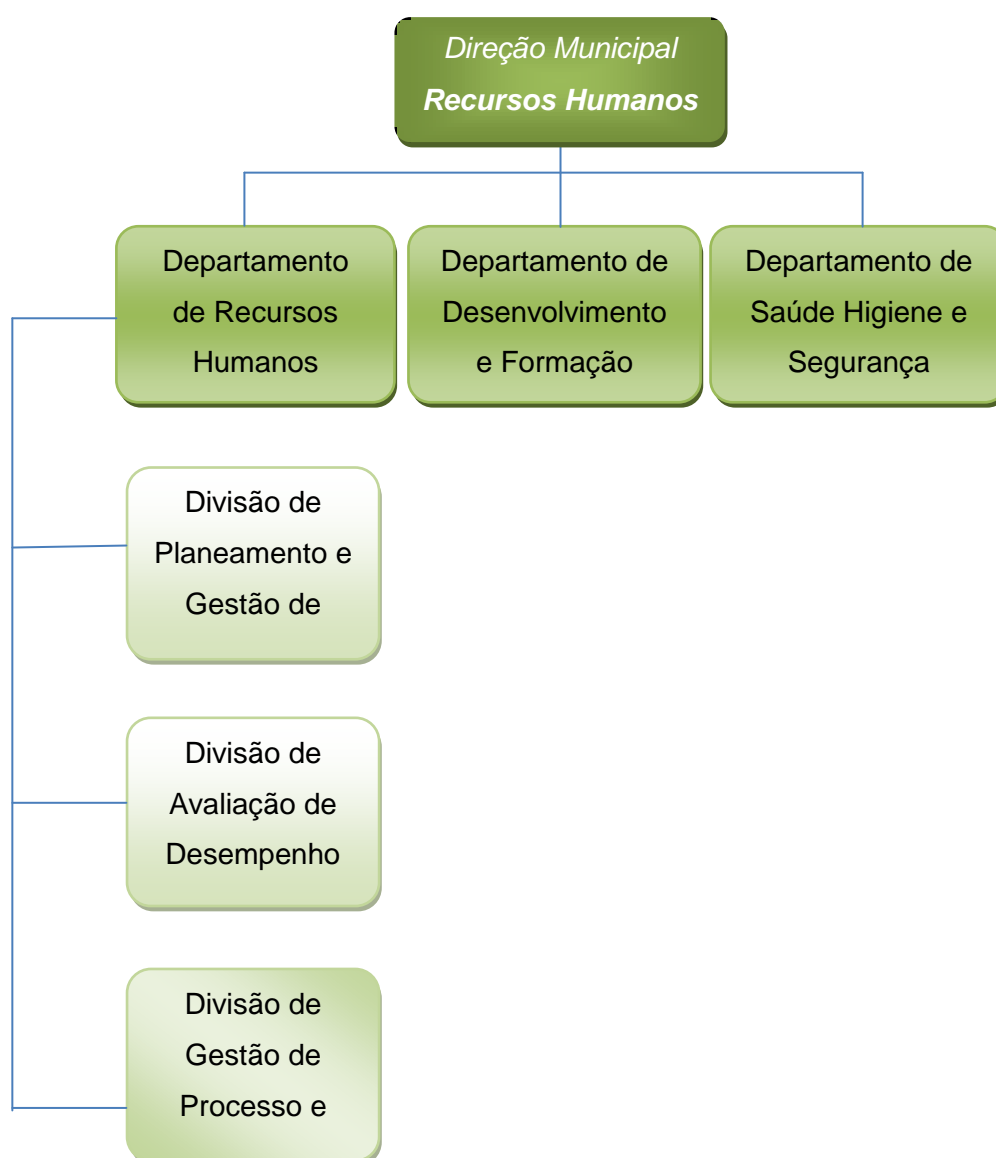 Direção Municipal
Recursos Humanos
Departamento
de Recursos
Humanos
Departamento de
Desenvolvimento
e Formação
Departamento de
Saúde Higiene e
Segurança
Divisão de
Planeamento e
Gestão de
Divisão de
Avaliação de
Desempenho
Divisão de
Gestão de
Processo e